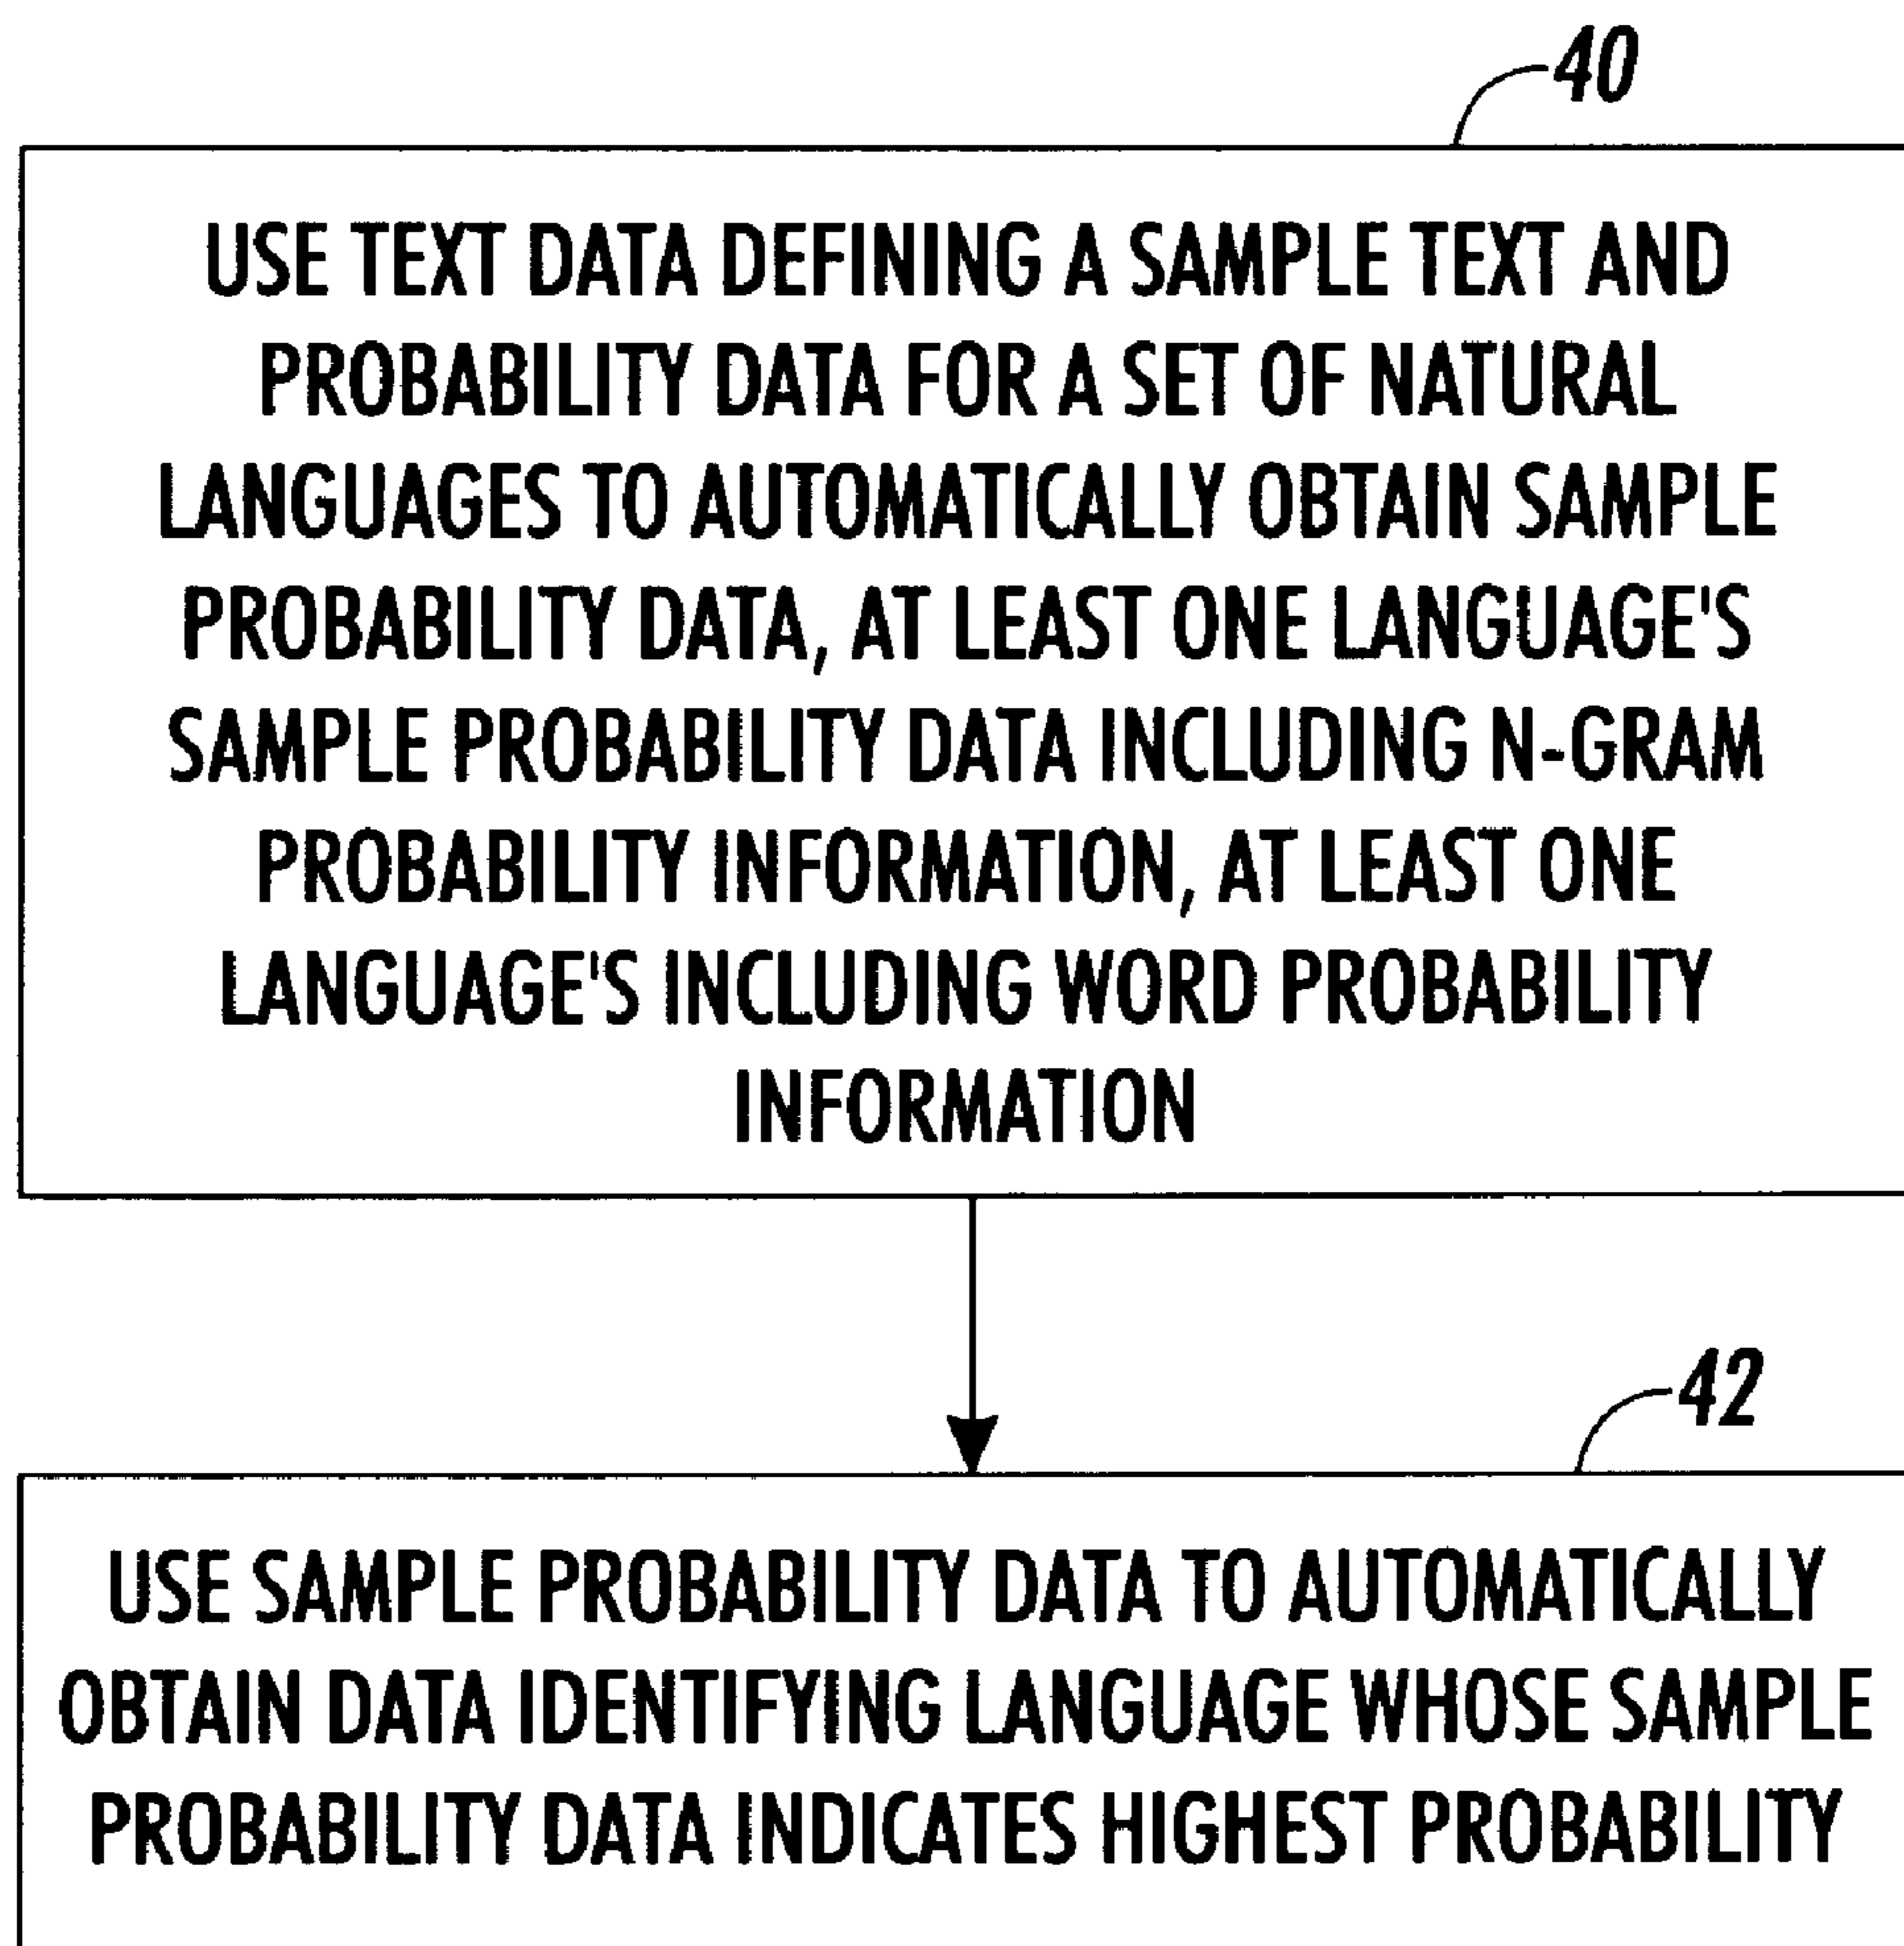 40
USE TEXT DATA DEFINING A SAMPLE TEXT AND
PROBABILITY DATA FOR A SET OF NATURAL
LANGUAGES TO AUTOMATICALLY OBTAIN SAMPLE
PROBABILITY DATA, AT LEAST ONE LANGUAGE'S
SAMPLE PROBABILITY DATA INCLUDING N-GRAM
PROBABILITY INFORMATION, AT LEAST ONE
LANGUAGE'S INCLUDING WORD PROBABILITY
INFORMATION
42
USE SAMPLE PROBABILITY DATA TO AUTOMATICALLY
OBTAIN DATA IDENTIFYING LANGUAGE WHOSE SAMPLE
PROBABILITY DATA INDICATES HIGHEST PROBABILITY